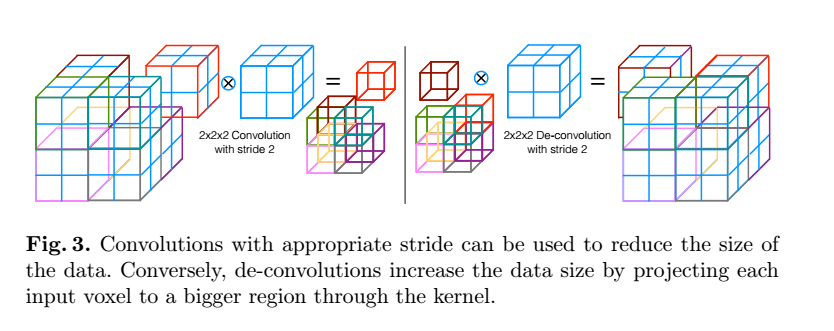 2x2x2 Convolution
with stride 2
=
2x2x2 De-convolution
with stride 2
=
Fig. 3. Convolutions with appropriate stride can be used to reduce the size of
the data. Conversely, de-convolutions increase the data size by projecting each
input voxel to a bigger region through the kernel.